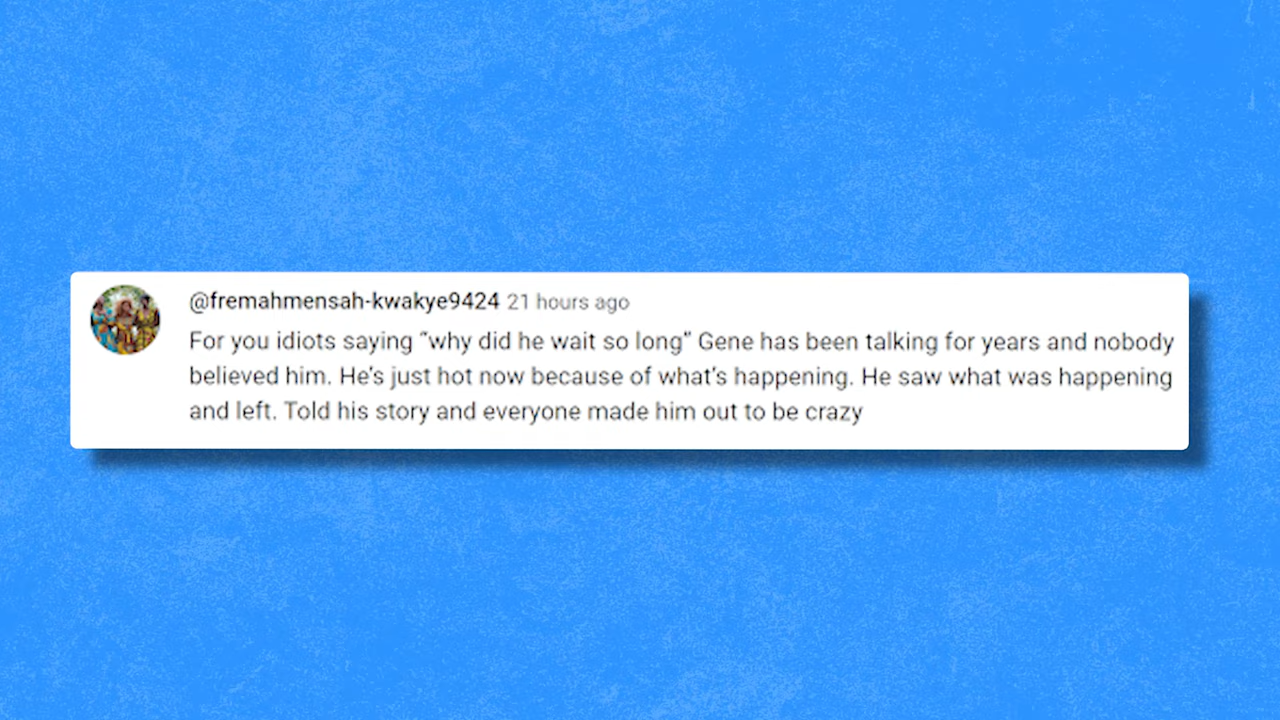 @fremahmensah-kwakye9424 21 hours ago
For you idiots saying “why did he wait so long” Gene has been talking for years and nobody
believed him. He’s just hot now because of what’s happening. He saw what was happening
and left. Told his story and everyone made him out to be crazy